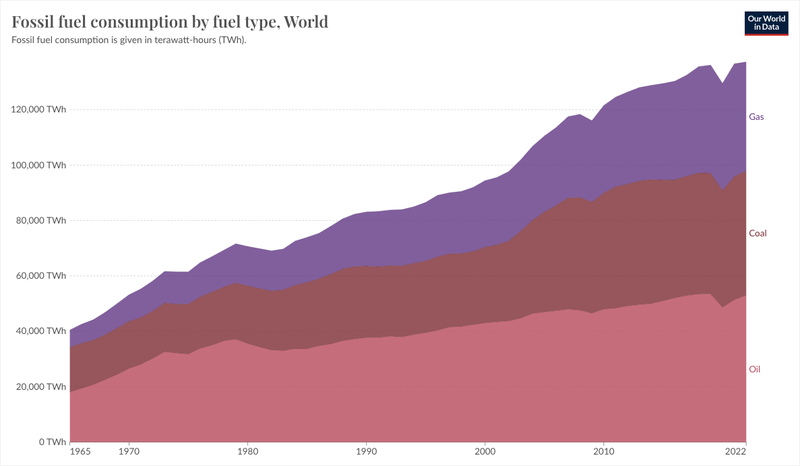 Fossil fuel consumption by fuel type, World
Fossil fuel consumption is given in terawatt-hours (TWh).
Our World
in Data
120,000 TWh
100,000 TWh
80,000 TWh
60,000 TWh
40,000 TWh
20,000 TWh
0 TWh
Gas
Coal
Oil
1965 1970 1980 1990 2000 2010 2022